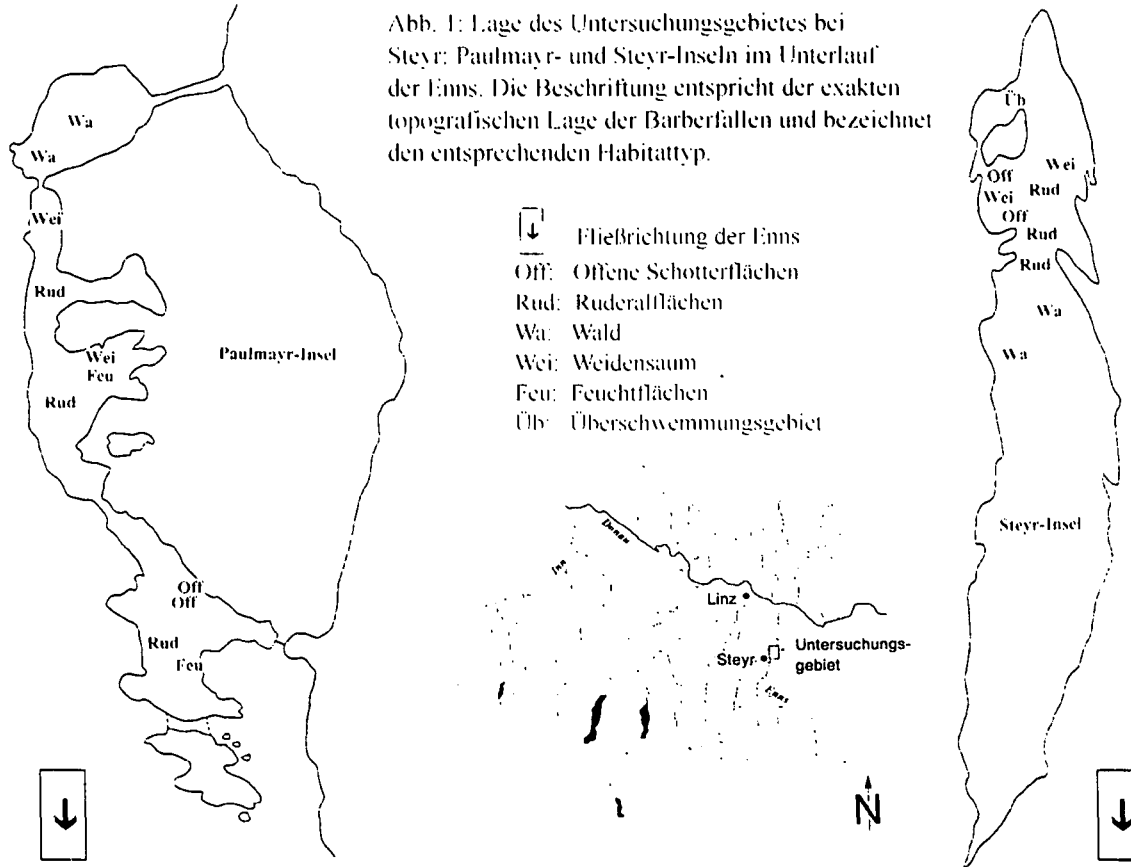 Abb. 1: Lage des Untersuchungsgebietes bei
Steyr: Paulmayr- und Steyr-Inseln im Unterlauf
der Enns. Die Beschriftung entspricht der exakten
topografischen Lage der Barberfallen und bezeichnet
den entsprechenden Habitattyp.
Fließrichtung der Enns
Off: Offene Schotterflächen
Rud: Ruderalflächen
Wa: Wald
Wei: Weidensaum
Feu: Feuchtflächen
Üb: Überschwemmungsgebiet
Wa
Wa
Wei
Rud
Wei
Feu
Rud
Paulmayr-Insel
Off
Off
Rud
Feu
Donau
Inn
Linz
Steyr
Untersuchungs-
gebiet
Enns
N
Üb
Off
Wei
Wei
Rud
Off
Rud
Rud
Wa
Wa
Steyr-Insel